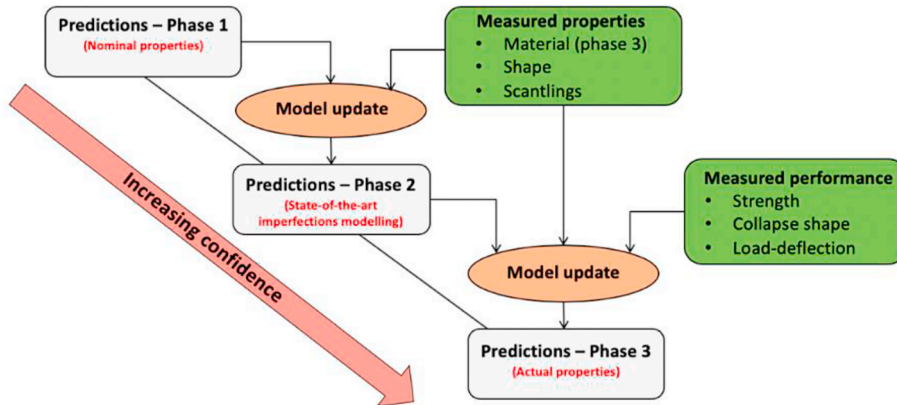 Predictions – Phase 1
(Nominal properties)
Measured properties
• Material (phase 3)
• Shape
• Scantlings
Model update
Increasing confidence
Predictions – Phase 2
(State-of-the-art
imperfections modelling)
Measured performance
• Strength
• Collapse shape
• Load-deflection
Model update
Predictions – Phase 3
(Actual properties)